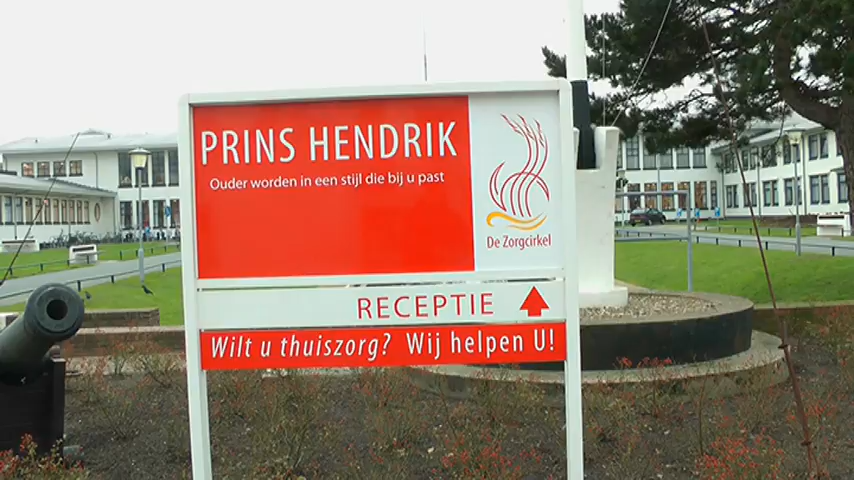 PRINS HENDRIK
Ouder worden in een stijl die bij u past
De Zorgcirkel
RECEPTIE
Wilt u thuiszorg? Wij helpen U!